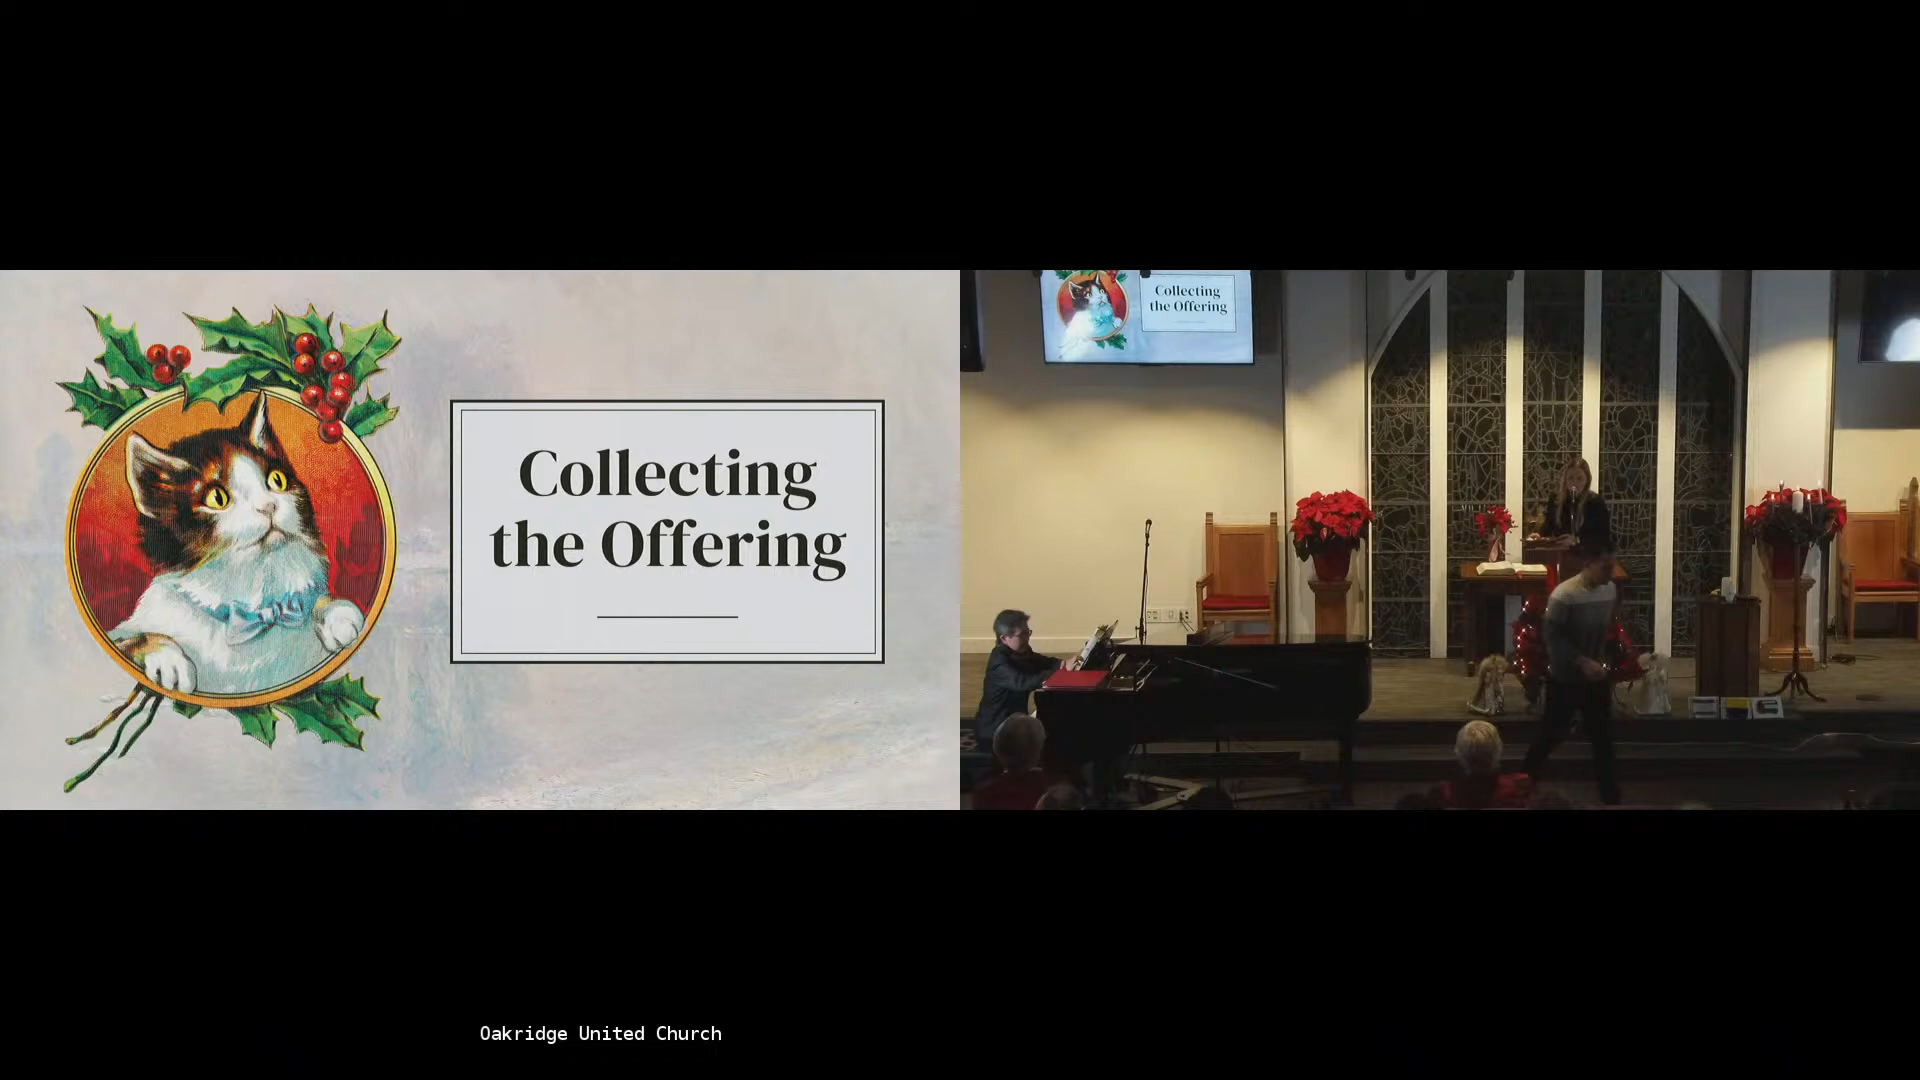 Collecting
the Offering
Collecting
the Offering
Oakridge United Church